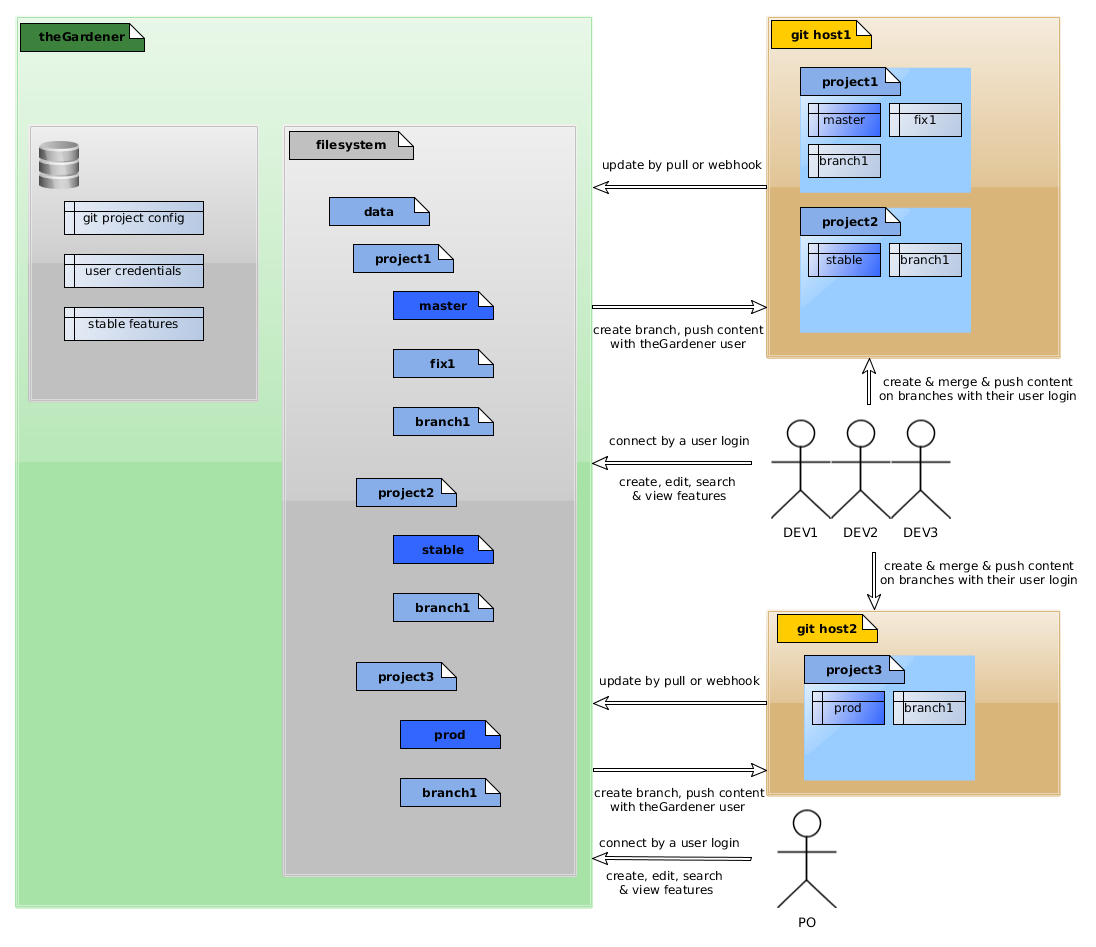 theGardener
git project config
user credentials
stable features
filesystem
data
project1
master
fix1
branch1
project2
stable
branch1
project3
prod
branch1
update by pull or webhook
create branch, push content
with theGardener user
connect by a user login
create, edit, search
& view features
update by pull or webhook
create branch, push content
with theGardener user
connect by a user login
create, edit, search
& view features
git host1
project1
master
fix1
branch1
project2
stable
branch1
create & merge & push content
on branches with their user login
DEV1
DEV2
DEV3
create & merge & push content
on branches with their user login
git host2
project3
prod
branch1
PO